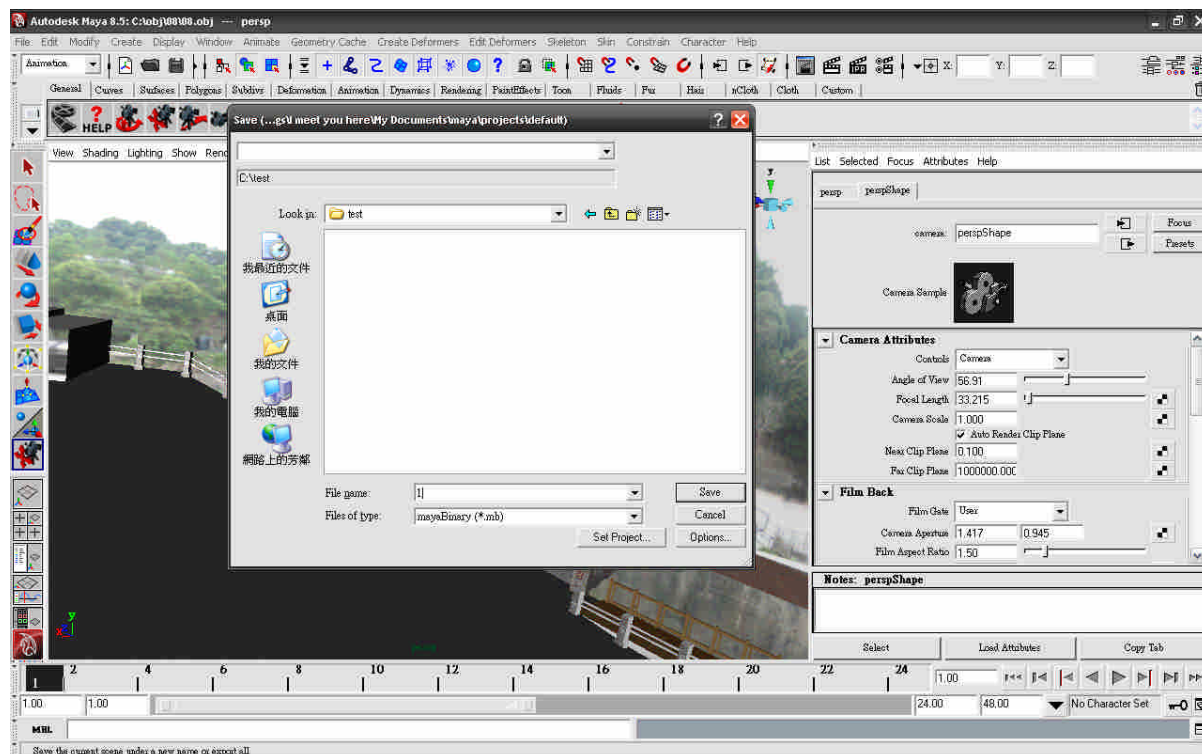 Autodesk Maya 8.5: C:\obj\08\08.obj --- persp
File Edit Modify Create Display Window Animate Geometry Cache Create Deformers Edit Deformers Skeleton Skin Constrain Character Help
Animation
X: Y: Z:
General Curves Surfaces Polygons Subdivs Deformation Animation Dynamics Rendering PaintEffects Toon Fluids Fur Hair nCloth Cloth Custom
HELP
View Shading Lighting Show
Save (...gs\I meet you here\My Documents\maya\projects\default)
C:\test
Look in: test
我最近的文件
桌面
我的文件
我的電腦
網路上的芳鄰
File name: 1
Save
Files of type: mayaBinary (*.mb)
Cancel
Set Project...
Options...
y
y
x
List Selected Focus Attributes Help
persp perspShape
camera: perspShape
Focus
Presets
Camera Sample
Camera Attributes
Controls Camera
Angle of View 56.91
Focal Length 33.215
Camera Scale 1.000
Auto Render Clip Plane
Near Clip Plane 0.100
Far Clip Plane 1000000.000
Film Back
Film Gate User
Camera Aperture 1.417 0.945
Film Aspect Ratio 1.50
Notes: perspShape
Select Load Attributes Copy Tab
1 2 4 6 8 10 12 14 16 18 20 22 24 1.00
1.00 1.00 24.00 48.00 No Character Set
MEL
Save the current scene under a new name or export all